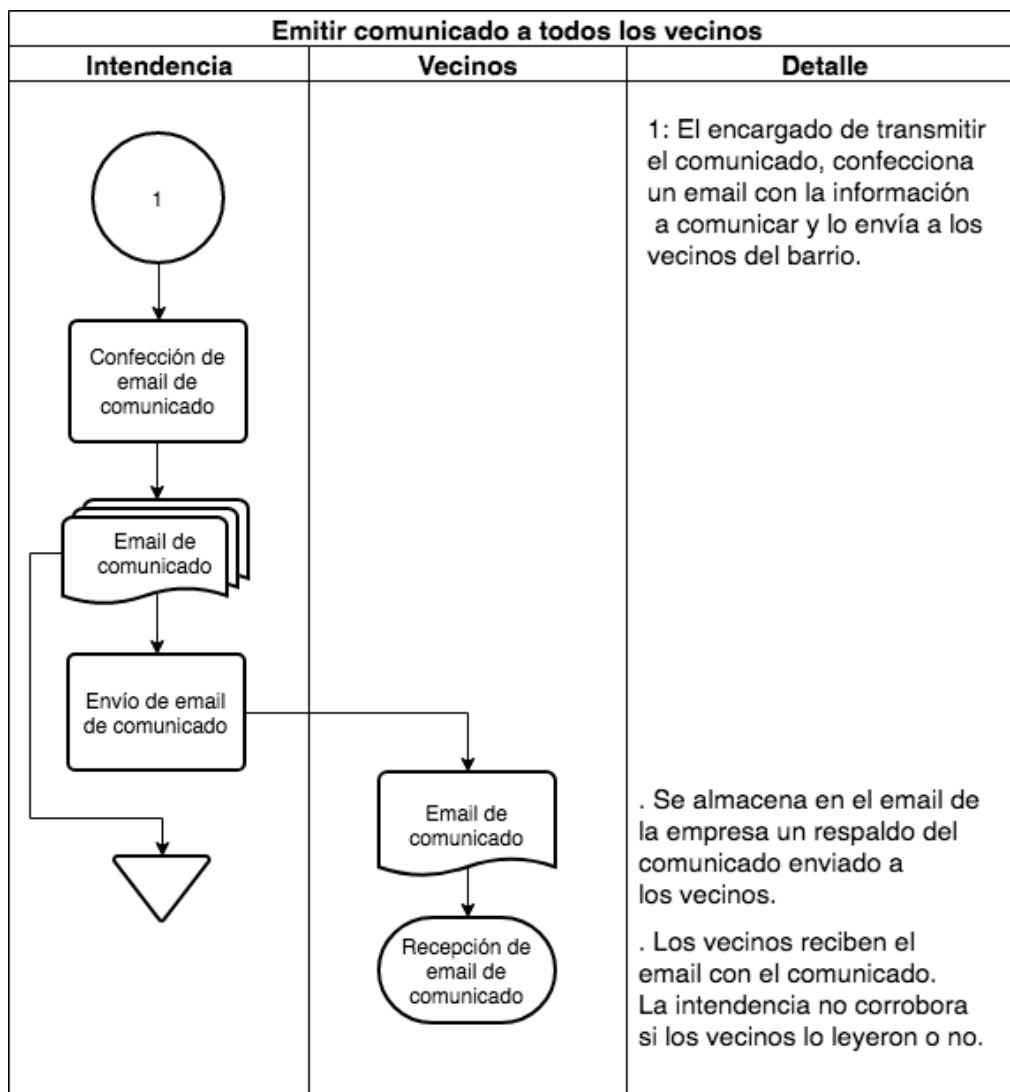 Emitir comunicado a todos los vecinos
Intendencia
Vecinos
Detalle
1
1: El encargado de transmitir
el comunicado, confecciona
un email con la información
a comunicar y lo envía a los
vecinos del barrio.
Confección de
email de
comunicado
Email de
comunicado
Envío de email
de comunicado
Email de
comunicado
. Se almacena en el email de
la empresa un respaldo del
comunicado enviado a
los vecinos.
Recepción de
email de
comunicado
. Los vecinos reciben el
email con el comunicado.
La intendencia no corrobora
si los vecinos lo leyeron o no.